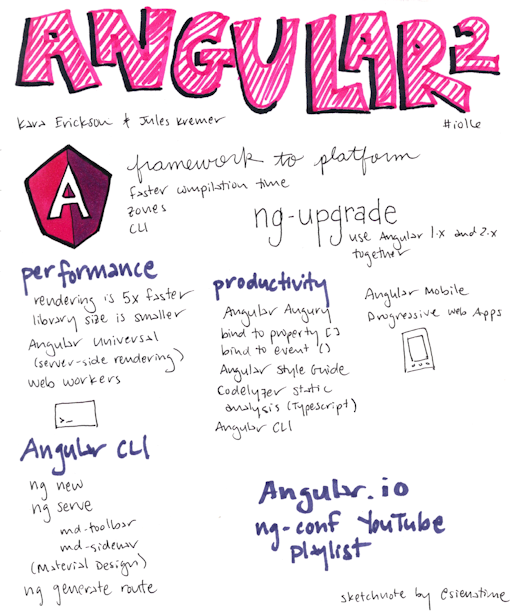 ANGULAR 2
Kara Erickson & Jules Kremer
#io16
A
framework to platform
faster compilation time
zones
CLI
ng-upgrade
use Angular 1.x and 2.x
together
performance
rendering is 5x faster
library size is smaller
Angular Universal
(server-side rendering)
web workers
productivity
Angular Augury
bind to property []
bind to event ()
Angular Style Guide
Codelyzer static
analysis (Typescript)
Angular CLI
Angular Mobile
Progressive Web Apps
>_
Angular CLI
ng new
ng serve
md-toolbar
md-sidenav
(Material Design)
ng generate route
Angular.io
ng-conf YouTube
playlist
sketchnote by @sienatime